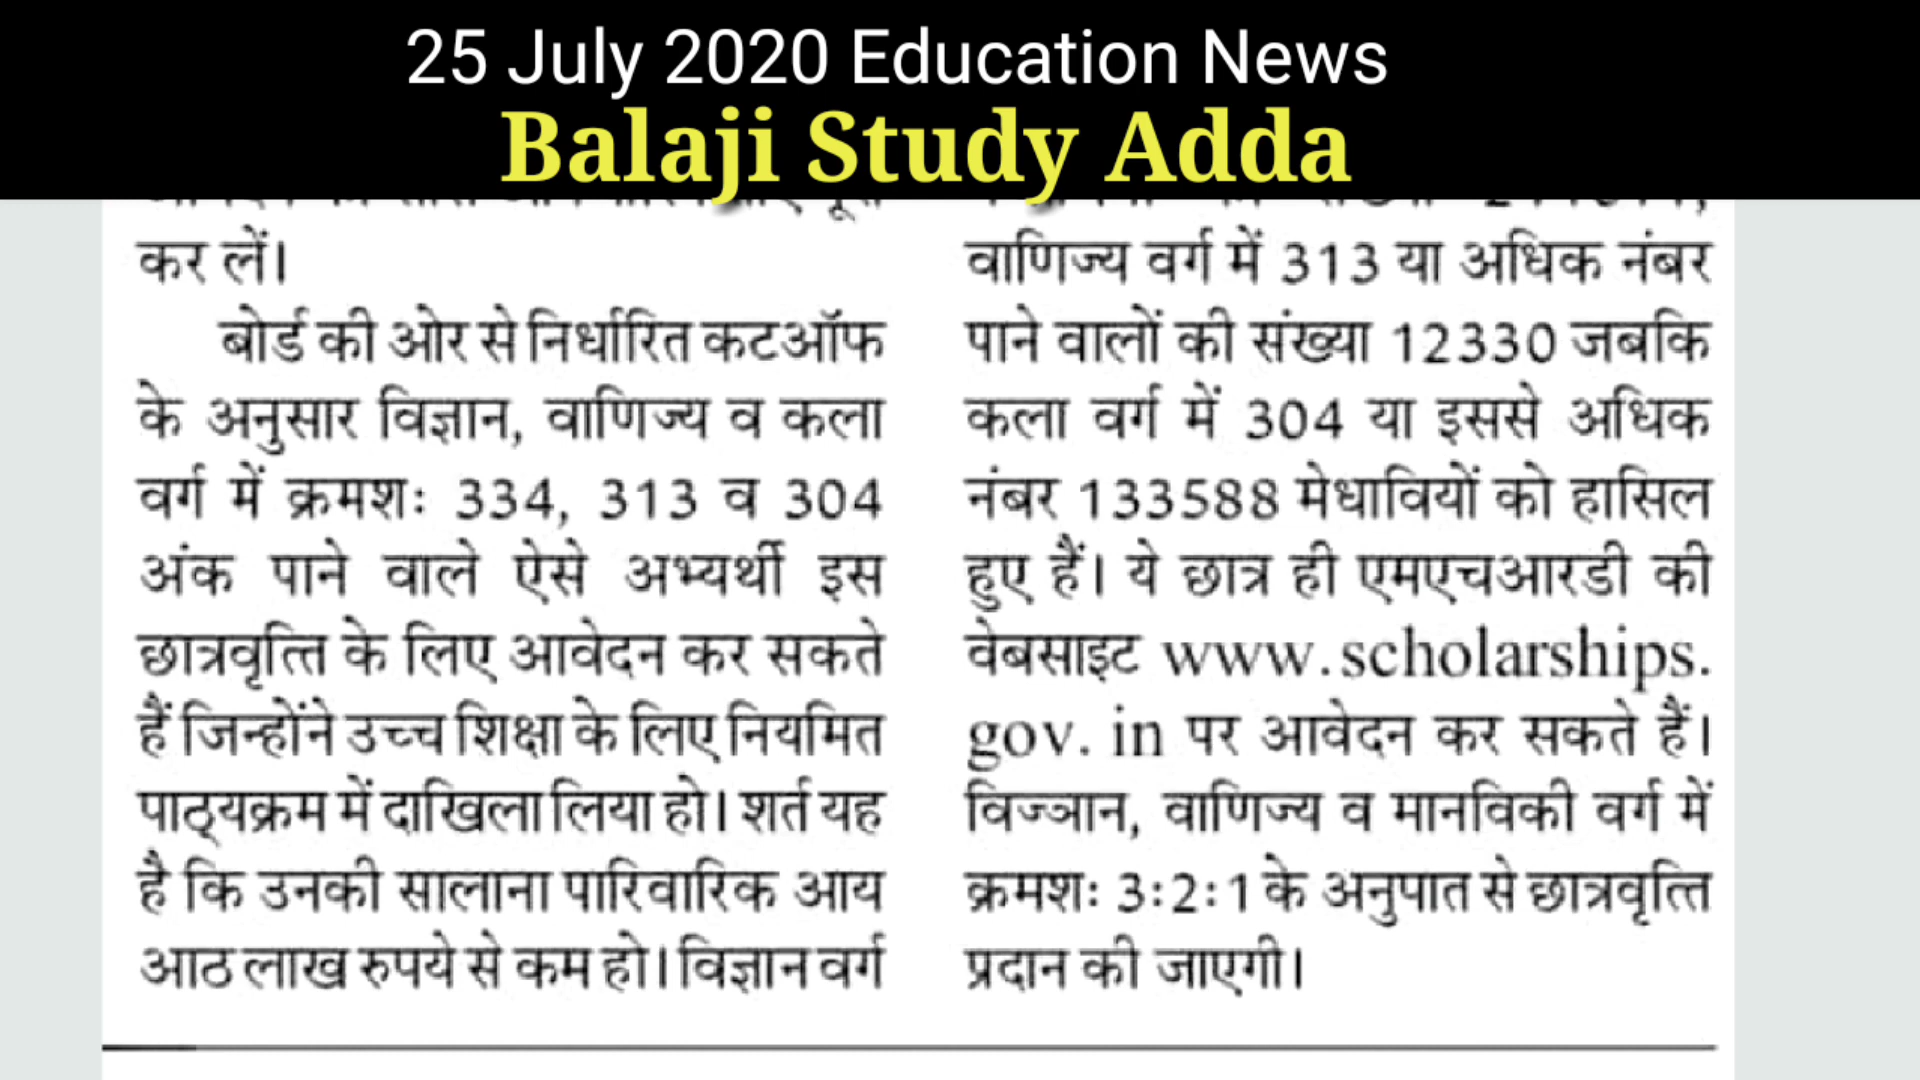 25 July 2020 Education News
Balaji Study Adda
कर लें।
बोर्ड की ओर से निर्धारित कटऑफ
के अनुसार विज्ञान, वाणिज्य व कला
वर्ग में क्रमशः 334, 313 व 304
अंक पाने वाले ऐसे अभ्यर्थी इस
छात्रवृत्ति के लिए आवेदन कर सकते
हैं जिन्होंने उच्च शिक्षा के लिए नियमित
पाठ्यक्रम में दाखिला लिया हो। शर्त यह
है कि उनकी सालाना पारिवारिक आय
आठ लाख रुपये से कम हो। विज्ञान वर्ग
वाणिज्य वर्ग में 313 या अधिक नंबर
पाने वालों की संख्या 12330 जबकि
कला वर्ग में 304 या इससे अधिक
नंबर 133588 मेधावियों को हासिल
हुए हैं। ये छात्र ही एमएचआरडी की
वेबसाइट www.scholarships.
gov. in पर आवेदन कर सकते हैं।
विज्ञान, वाणिज्य व मानविकी वर्ग में
क्रमशः 3:2:1 के अनुपात से छात्रवृत्ति
प्रदान की जाएगी।